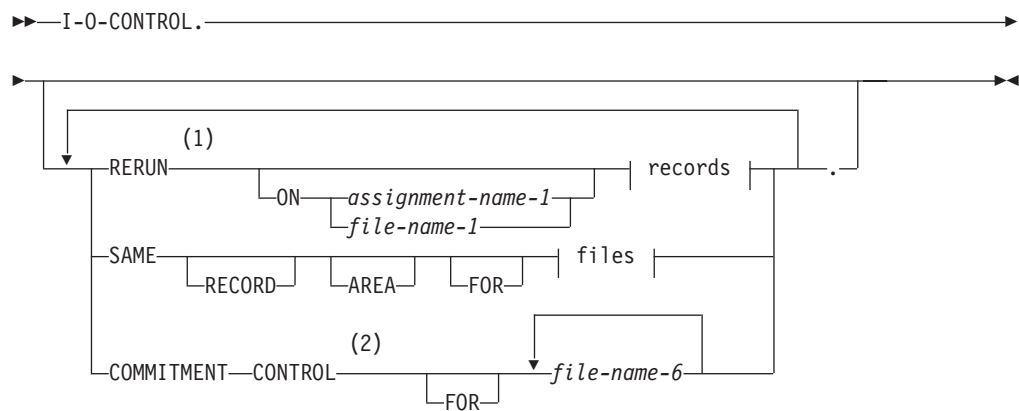 I-O-CONTROL.
(1)
RERUN records .
ON assignment-name-1
file-name-1
SAME files
RECORD AREA FOR
(2)
COMMITMENT CONTROL file-name-6
FOR